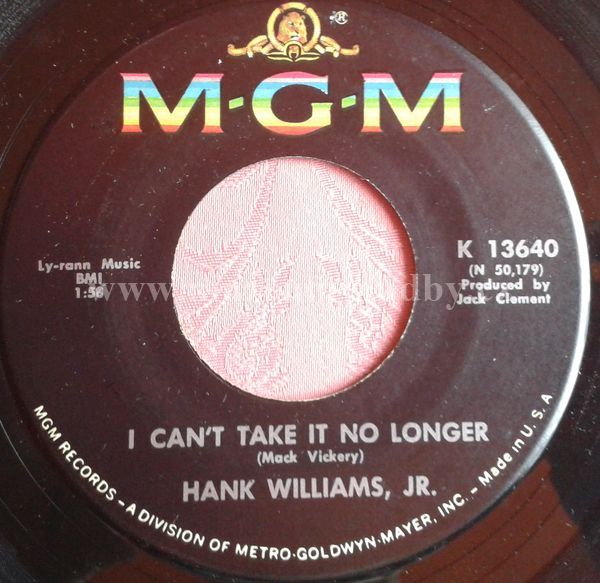 M·G·M
®
K 13640
(N 50,179)
Produced by
Jack Clement
Ly-rann Music
BMI
1:58
I CAN'T TAKE IT NO LONGER
(Mack Vickery)
HANK WILLIAMS, JR.
MGM RECORDS – A DIVISION OF METRO-GOLDWYN-MAYER, INC. – Made in U. S. A